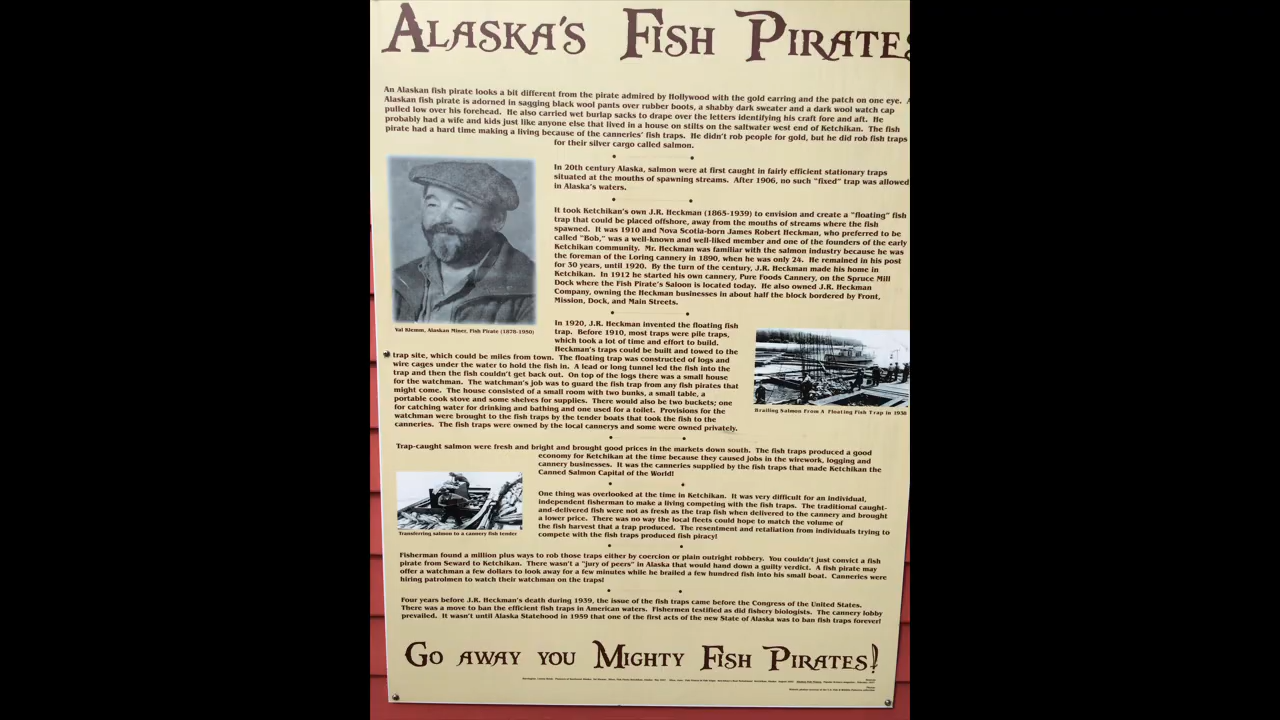 ALASKA'S FISH PIRATES
An Alaskan fish pirate looks a bit different from the pirate admired by Hollywood with the gold earring and the patch on one eye. A
Alaskan fish pirate is adorned in sagging black wool pants over rubber boots, a shabby dark sweater and a dark wool watch cap
pulled low over his forehead. He also carried wet burlap sacks to drape over the letters identifying his craft fore and aft. He
probably had a wife and kids just like anyone else that lived in a house on stilts on the saltwater west end of Ketchikan. The fish
pirate had a hard time making a living because of the canneries' fish traps. He didn't rob people for gold, but he did rob fish traps
for their silver cargo called salmon.
In 20th century Alaska, salmon were at first caught in fairly efficient stationary traps
situated at the mouths of spawning streams. After 1906, no such "fixed" trap was allowed
in Alaska's waters.
It took Ketchikan's own J.R. Heckman (1865-1939) to envision and create a "floating" fish
trap that could be placed offshore, away from the mouths of streams where the fish
spawned. It was 1910 and Nova Scotia-born James Robert Heckman, who preferred to be
called "Bob," was a well-known and well-liked member and one of the founders of the early
Ketchikan community. Mr. Heckman was familiar with the salmon industry because he was
the foreman of the Loring cannery in 1890, when he was only 24. He remained in his post
for 30 years, until 1920. By the turn of the century, J.R. Heckman made his home in
Ketchikan. In 1912 he started his own cannery, Pure Foods Cannery, on the Spruce Mill
Dock where the Fish Pirate's Saloon is located today. He also owned J.R. Heckman
Company, owning the Heckman businesses in about half the block bordered by Front,
Mission, Dock, and Main Streets.
Val Klemm, Alaskan Miner, Fish Pirate (1878-1950)
In 1920, J.R. Heckman invented the floating fish
trap. Before 1910, most traps were pile traps,
which took a lot of time and effort to build.
Heckman's traps could be built and towed to the
trap site, which could be miles from town. The floating trap was constructed of logs and
wire cages under the water to hold the fish in. A lead or long tunnel led the fish into the
trap and then the fish couldn't get back out. On top of the logs there was a small house
for the watchman. The watchman's job was to guard the fish trap from any fish pirates that
might come. The house consisted of a small room with two bunks, a small table, a
portable cook stove and some shelves for supplies. There would also be two buckets; one
for catching water for drinking and bathing and one used for a toilet. Provisions for the
watchman were brought to the fish traps by the tender boats that took the fish to the
canneries. The fish traps were owned by the local cannerys and some were owned privately.
Brailing Salmon From A Floating Fish Trap in 1938
Trap-caught salmon were fresh and bright and brought good prices in the markets down south. The fish traps produced a good
economy for Ketchikan at the time because they caused jobs in the wirework, logging and
cannery businesses. It was the canneries supplied by the fish traps that made Ketchikan the
Canned Salmon Capital of the World!
One thing was overlooked at the time in Ketchikan. It was very difficult for an individual,
independent fisherman to make a living competing with the fish traps. The traditional caught-
and-delivered fish were not as fresh as the trap fish when delivered to the cannery and brought
a lower price. There was no way the local fleets could hope to match the volume of
the fish harvest that a trap produced. The resentment and retaliation from individuals trying to
compete with the fish traps produced fish piracy!
Transferring salmon to a cannery fish tender
Fisherman found a million plus ways to rob those traps either by coercion or plain outright robbery. You couldn't just convict a fish
pirate from Seward to Ketchikan. There wasn't a "jury of peers" in Alaska that would hand down a guilty verdict. A fish pirate may
offer a watchman a few dollars to look away for a few minutes while he brailed a few hundred fish into his small boat. Canneries were
hiring patrolmen to watch their watchman on the traps!
Four years before J.R. Heckman's death during 1939, the issue of the fish traps came before the Congress of the United States.
There was a move to ban the efficient fish traps in American waters. Fishermen testified as did fishery biologists. The cannery lobby
prevailed. It wasn't until Alaska Statehood in 1959 that one of the first acts of the new State of Alaska was to ban fish traps forever!
GO AWAY YOU MIGHTY FISH PIRATES!